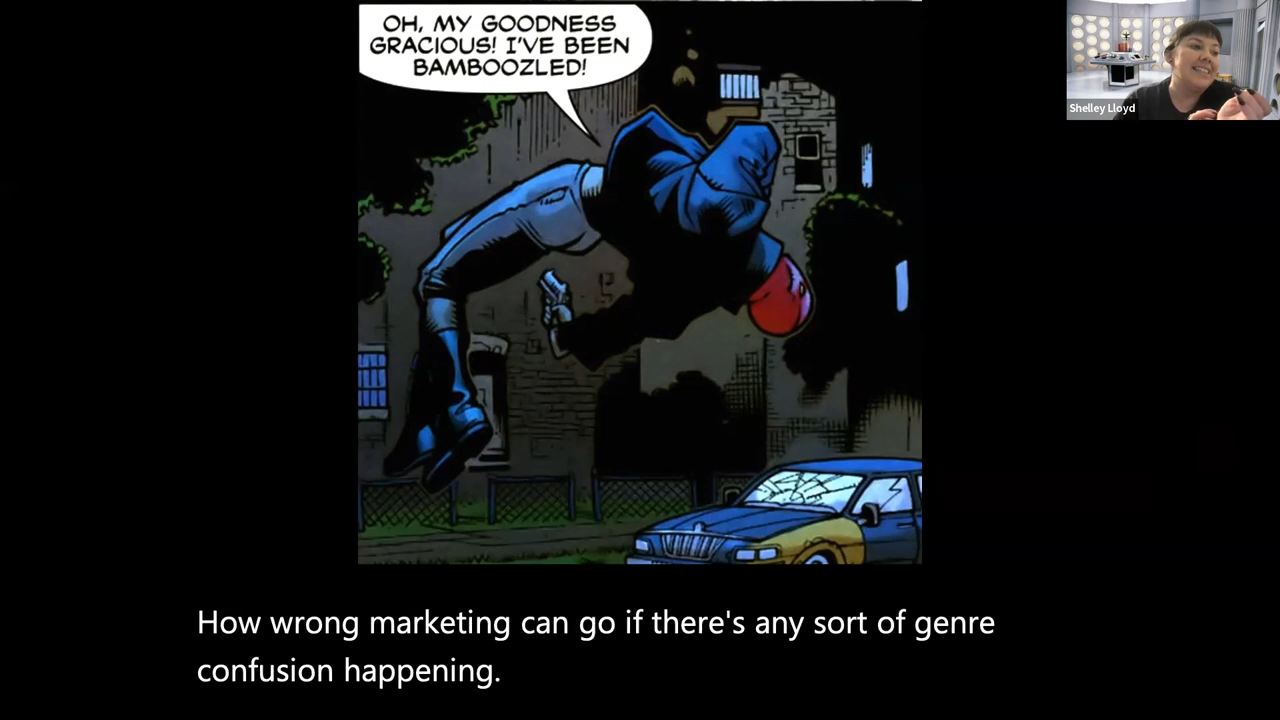 OH, MY GOODNESS
GRACIOUS! I'VE BEEN
BAMBOOZLED!
Shelley Lloyd
How wrong marketing can go if there's any sort of genre
confusion happening.